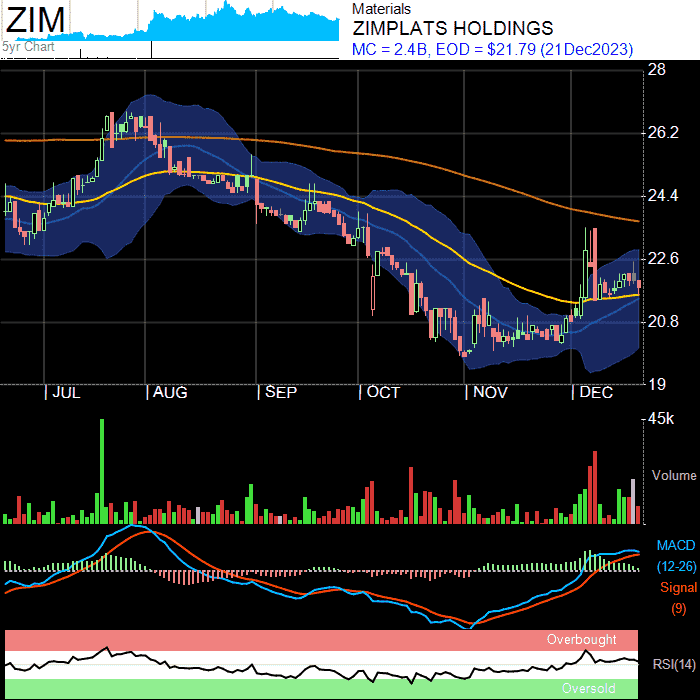 ZIM
5yr Chart
Materials
ZIMPLATS HOLDINGS
MC = 2.4B, EOD = $21.79 (21Dec2023)
28
26.2
24.4
22.6
20.8
19
JUL AUG SEP OCT NOV DEC
45k
Volume
MACD
(12-26)
Signal
(9)
Overbought
RSI(14)
Oversold